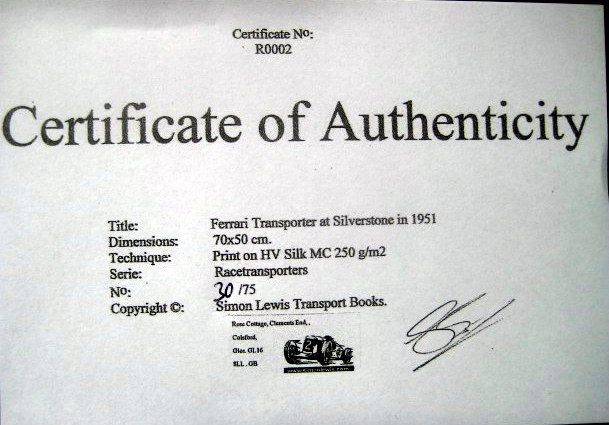 Certificate No:
R0002
Certificate of Authenticity
Title: Ferrari Transporter at Silverstone in 1951
Dimensions: 70x50 cm.
Technique: Print on HV Silk MC 250 g/m2
Serie: Racetransporters
No: 30 /75
Copyright ©: Simon Lewis Transport Books.
Rose Cottage, Clements End, ,
Coleford,
Glos. GL16
8LL . GB